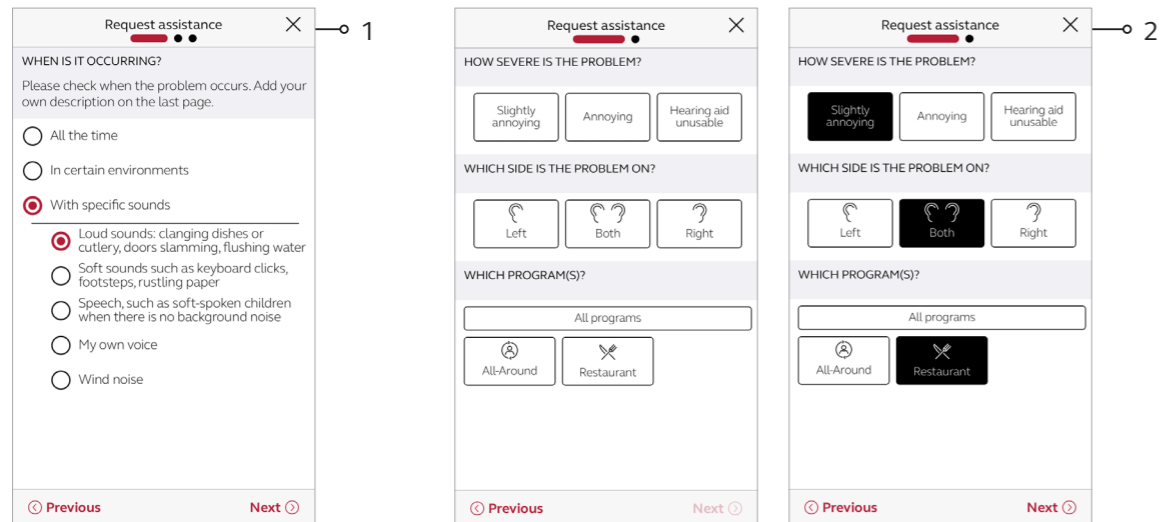 Request assistance
1
WHEN IS IT OCCURRING?
Please check when the problem occurs. Add your
own description on the last page.
All the time
In certain environments
With specific sounds
Loud sounds: clanging dishes or
cutlery, doors slamming, flushing water
Soft sounds such as keyboard clicks,
footsteps, rustling paper
Speech, such as soft-spoken children
when there is no background noise
My own voice
Wind noise
Previous
Next
Request assistance
HOW SEVERE IS THE PROBLEM?
Slightly
annoying
Annoying
Hearing aid
unusable
WHICH SIDE IS THE PROBLEM ON?
Left
Both
Right
WHICH PROGRAM(S)?
All programs
All-Around
Restaurant
Previous
Next
Request assistance
2
HOW SEVERE IS THE PROBLEM?
Slightly
annoying
Annoying
Hearing aid
unusable
WHICH SIDE IS THE PROBLEM ON?
Left
Both
Right
WHICH PROGRAM(S)?
All programs
All-Around
Restaurant
Previous
Next